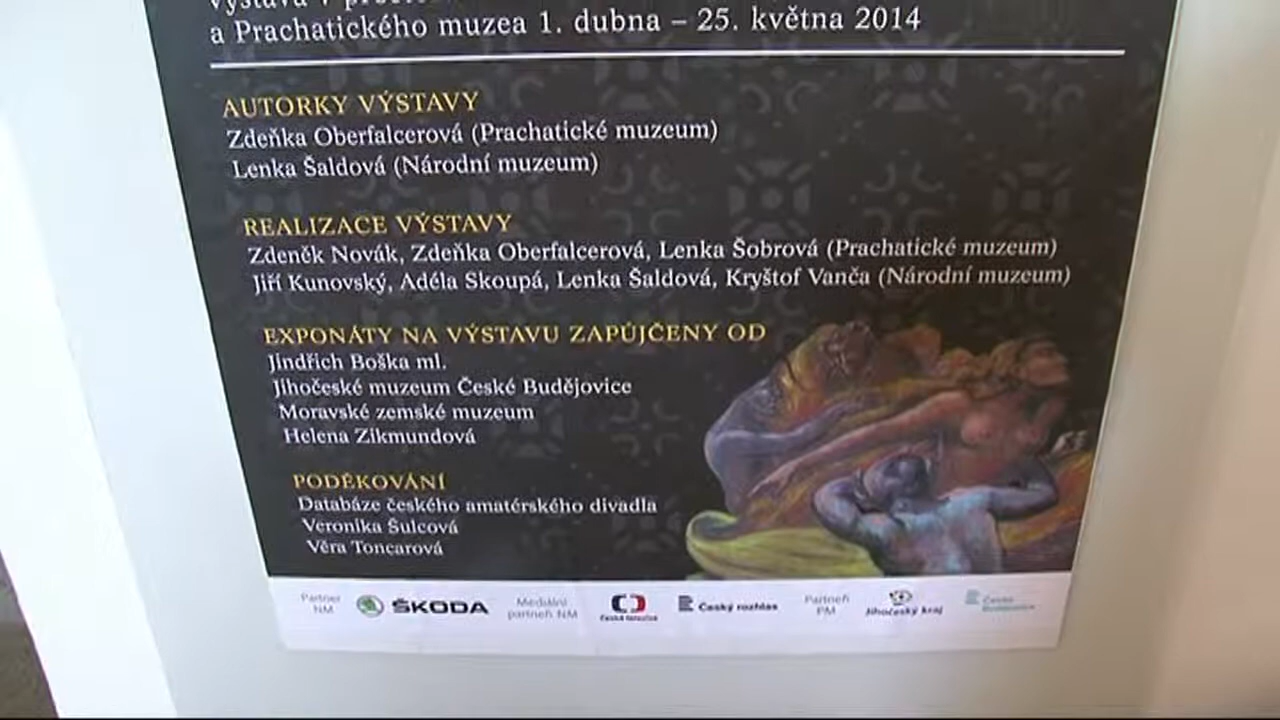 a Prachatického muzea 1. dubna – 25. května 2014
AUTORKY VÝSTAVY
Zdeňka Oberfalcerová (Prachatické muzeum)
Lenka Šaldová (Národní muzeum)
REALIZACE VÝSTAVY
Zdeněk Novák, Zdeňka Oberfalcerová, Lenka Šobrová (Prachatické muzeum)
Jiří Kunovský, Adéla Skoupá, Lenka Šaldová, Kryštof Vanča (Národní muzeum)
EXPONÁTY NA VÝSTAVU ZAPŮJČENY OD
Jindřich Boška ml.
Jihočeské muzeum České Budějovice
Moravské zemské muzeum
Helena Zikmundová
PODĚKOVÁNÍ
Databáze českého amatérského divadla
Veronika Šulcová
Věra Toncarová
Partner NM
ŠKODA
Mediální partneři NM
Česká televize
Český rozhlas
Partneři PM
Jihočeský kraj